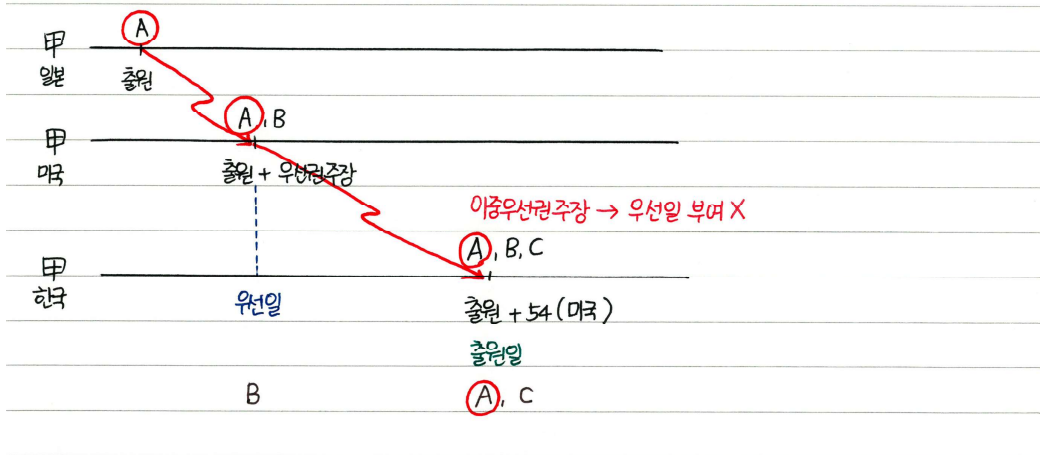 A
甲
일본 출원
A, B
甲
미국 출원 + 우선권주장
이중우선권주장 → 우선일 부여 X
A, B, C
甲
한국 우선일 출원 + 54 (미국)
출원일
B A, C